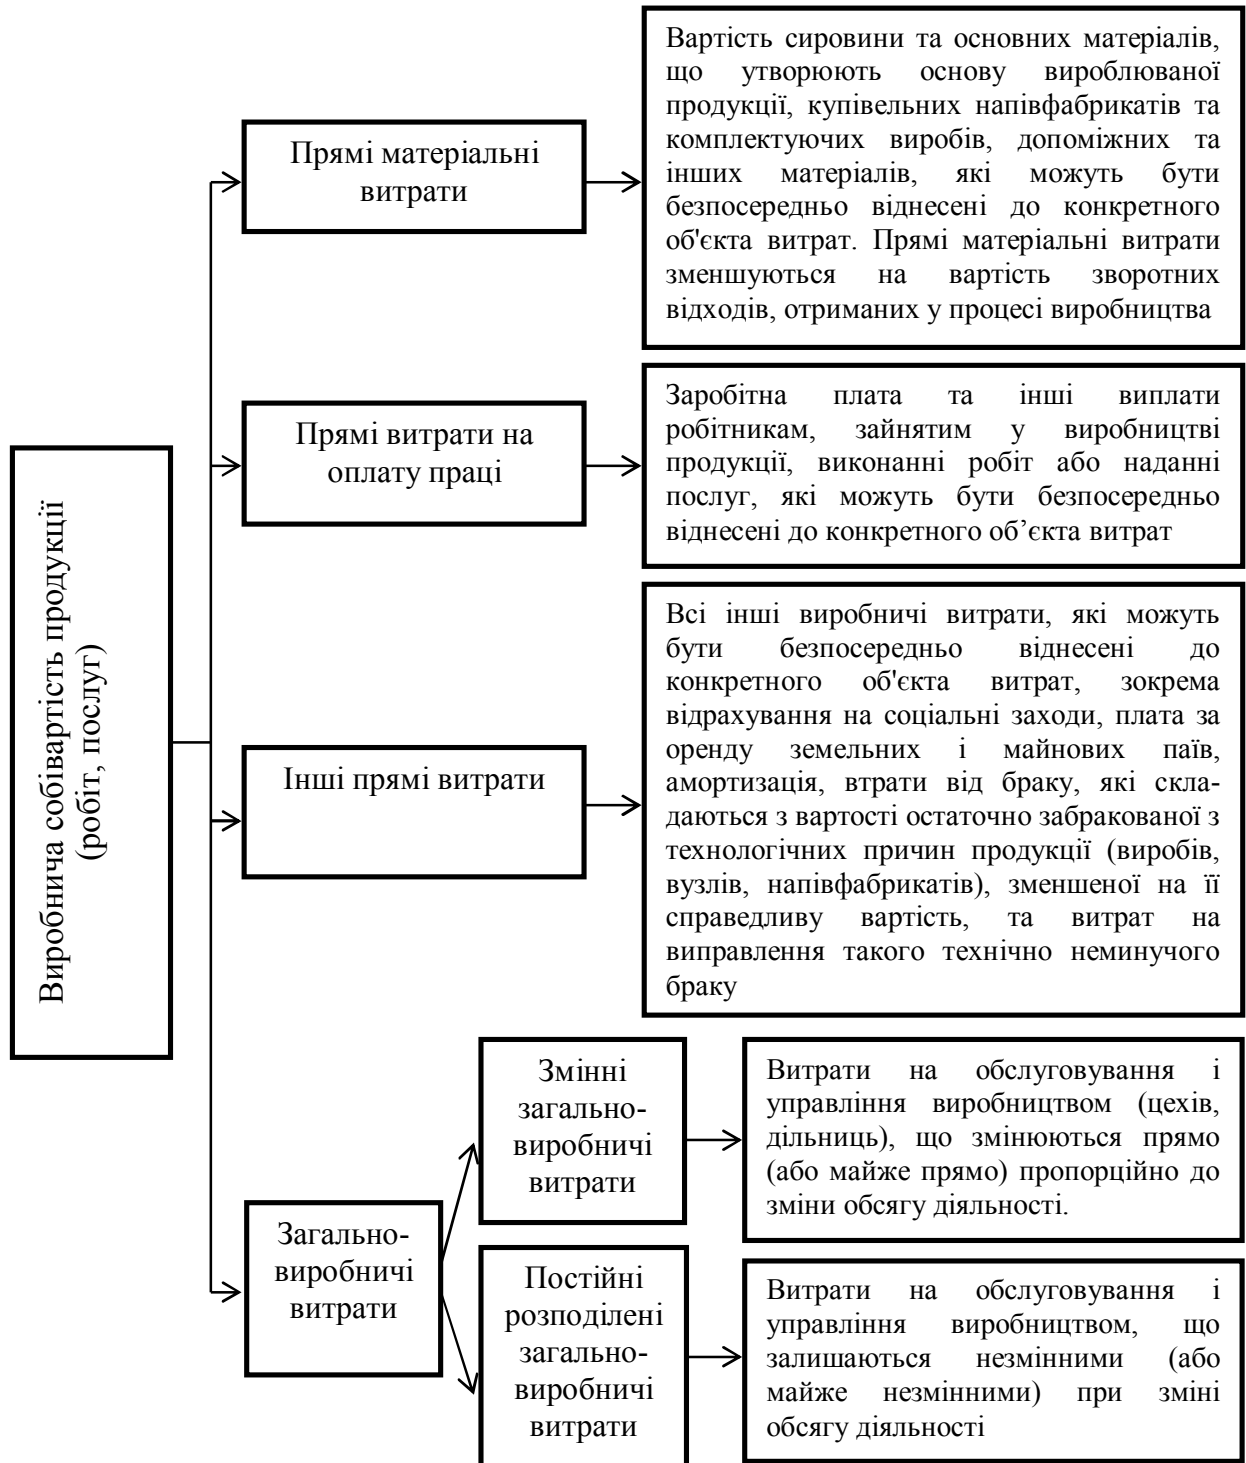 Виробнича собівартість продукції
(робіт, послуг)
Прямі матеріальні
витрати
Вартість сировини та основних матеріалів,
що утворюють основу вироблюваної
продукції, купівельних напівфабрикатів та
комплектуючих виробів, допоміжних та
інших матеріалів, які можуть бути
безпосередньо віднесені до конкретного
об'єкта витрат. Прямі матеріальні витрати
зменшуються на вартість зворотних
відходів, отриманих у процесі виробництва
Прямі витрати на
оплату праці
Заробітна плата та інші виплати
робітникам, зайнятим у виробництві
продукції, виконанні робіт або наданні
послуг, які можуть бути безпосередньо
віднесені до конкретного об’єкта витрат
Інші прямі витрати
Всі інші виробничі витрати, які можуть
бути безпосередньо віднесені до
конкретного об'єкта витрат, зокрема
відрахування на соціальні заходи, плата за
оренду земельних і майнових паїв,
амортизація, втрати від браку, які скла-
даються з вартості остаточно забракованої з
технологічних причин продукції (виробів,
вузлів, напівфабрикатів), зменшеної на її
справедливу вартість, та витрат на
виправлення такого технічно неминучого
браку
Загально-
виробничі
витрати
Змінні
загально-
виробничі
витрати
Витрати на обслуговування і
управління виробництвом (цехів,
дільниць), що змінюються прямо
(або майже прямо) пропорційно до
зміни обсягу діяльності.
Постійні
розподілені
загально-
виробничі
витрати
Витрати на обслуговування і
управління виробництвом, що
залишаються незмінними (або
майже незмінними) при зміні
обсягу діяльності